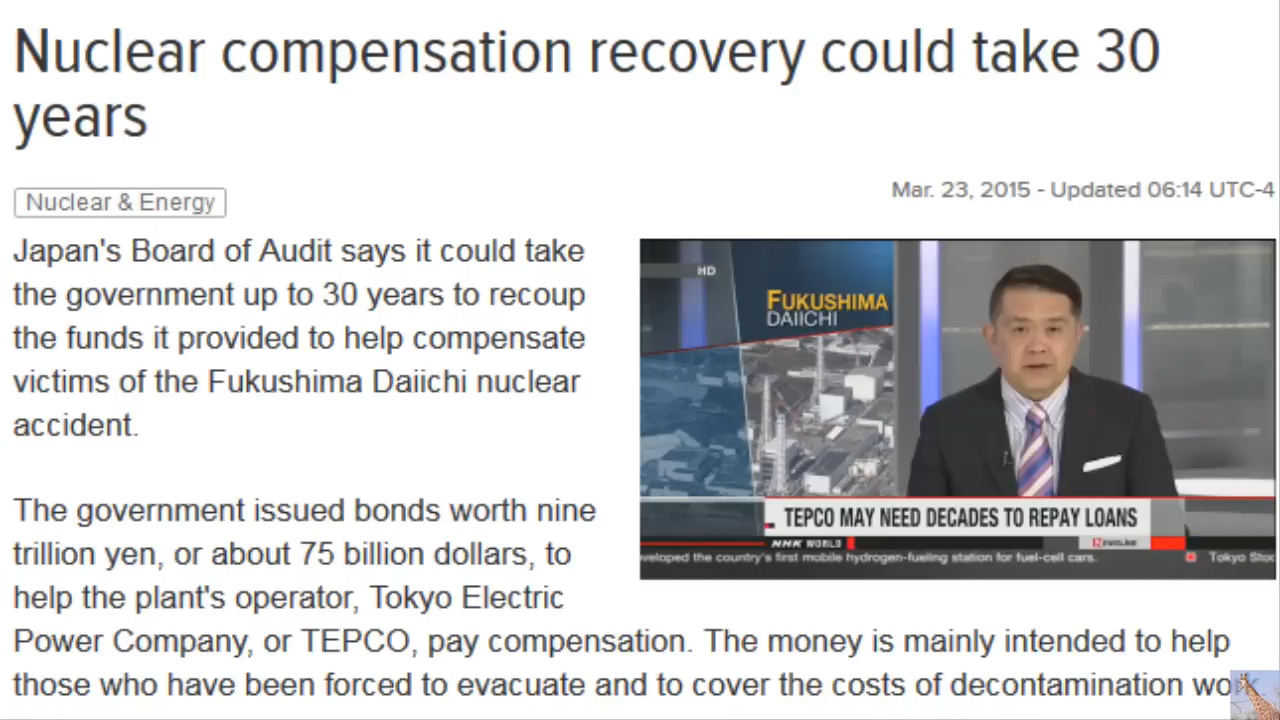 Nuclear compensation recovery could take 30
years
Nuclear & Energy
Mar. 23, 2015 - Updated 06:14 UTC-4
Japan's Board of Audit says it could take
the government up to 30 years to recoup
the funds it provided to help compensate
victims of the Fukushima Daiichi nuclear
accident.
HD
FUKUSHIMA
DAIICHI
TEPCO MAY NEED DECADES TO REPAY LOANS
NHK WORLD
NEWSLINE
veloped the country's first mobile hydrogen-fueling station for fuel-cell cars.
Tokyo Stoc
The government issued bonds worth nine
trillion yen, or about 75 billion dollars, to
help the plant's operator, Tokyo Electric
Power Company, or TEPCO, pay compensation. The money is mainly intended to help
those who have been forced to evacuate and to cover the costs of decontamination work